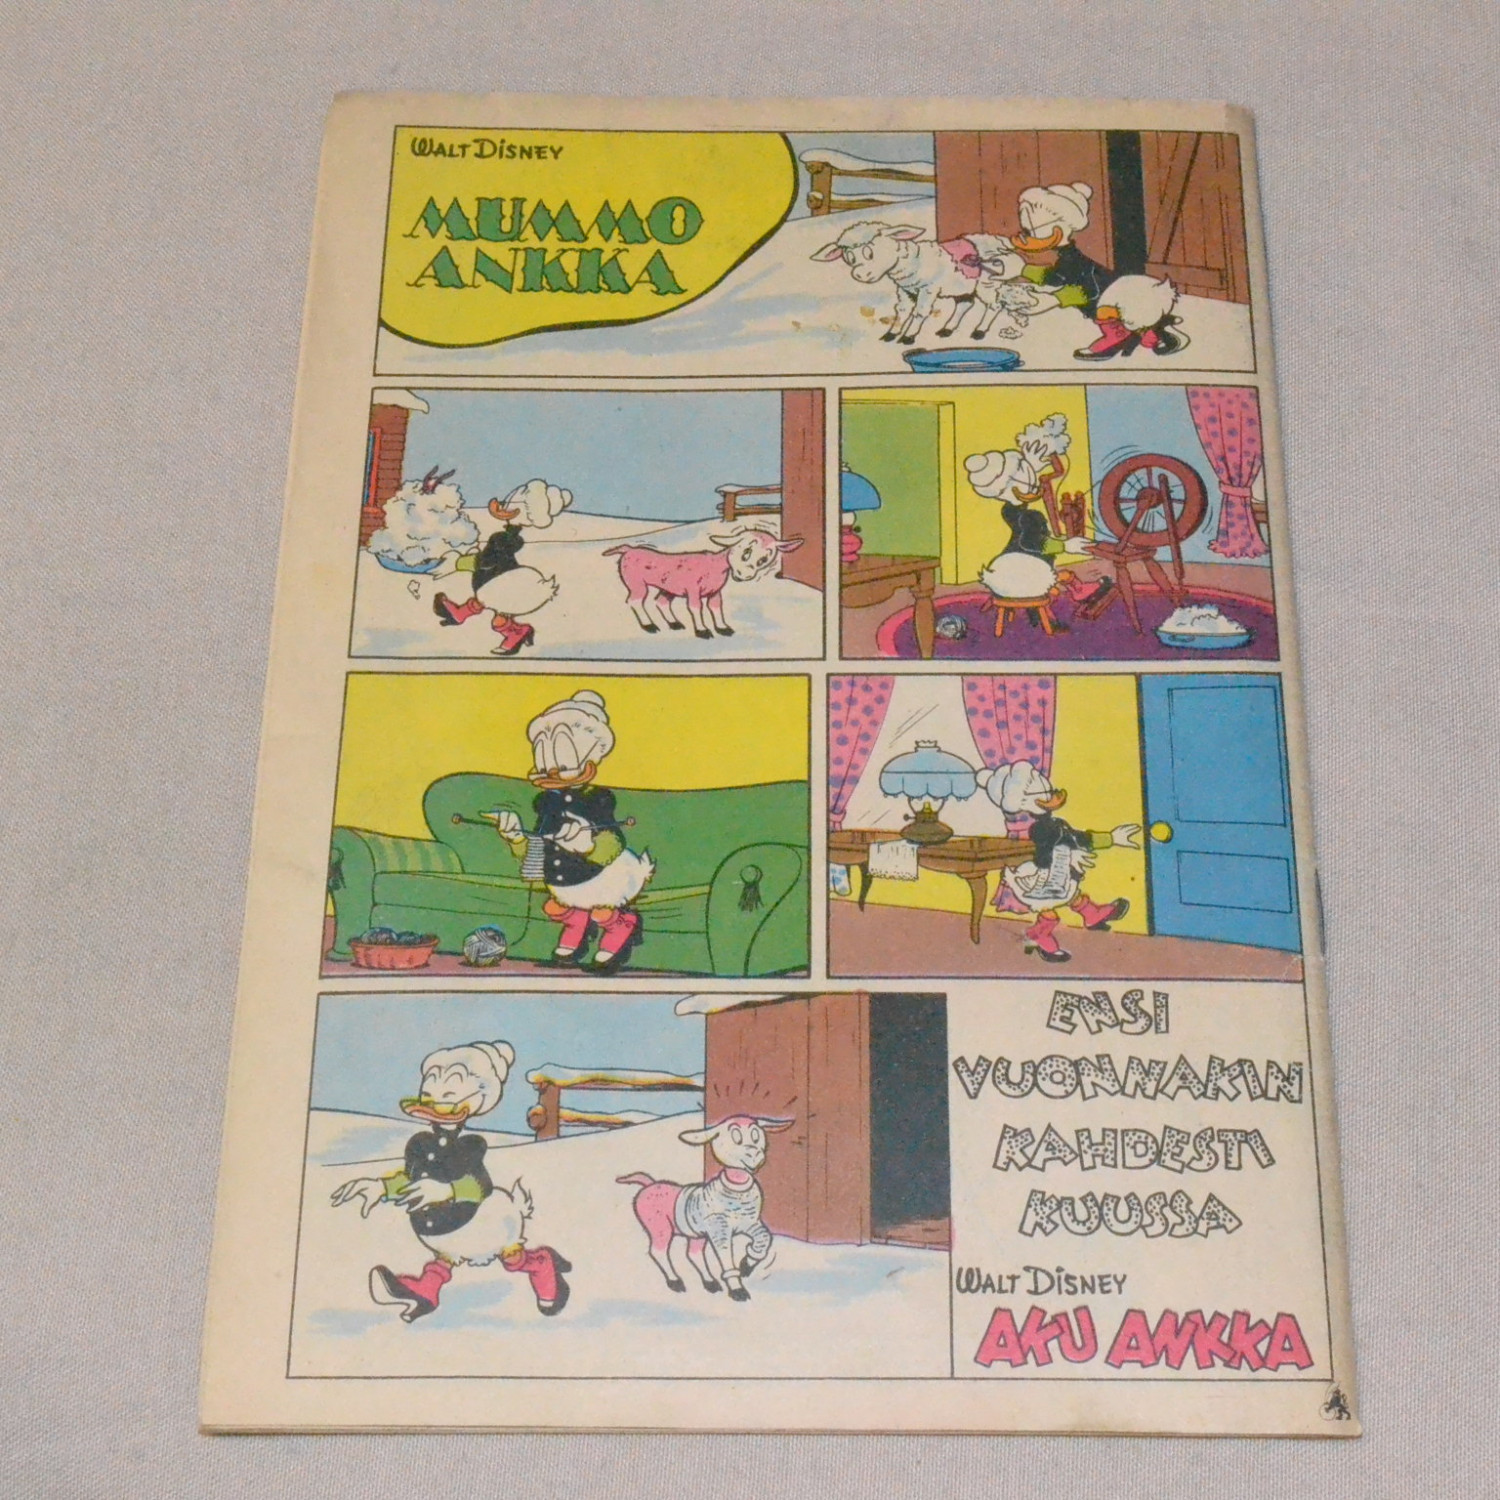 WALT DISNEY
MUMMO
ANKKA
ENSI
VUONNAKIN
KAHDESTI
KUUSSA
WALT DISNEY
AKU ANKKA